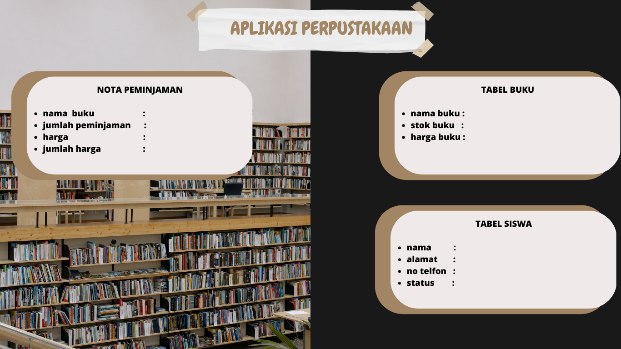 APLIKASI PERPUSTAKAAN
NOTA PEMINJAMAN
• nama buku :
• jumlah peminjaman :
• harga :
• jumlah harga :
TABEL BUKU
• nama buku :
• stok buku :
• harga buku :
TABEL SISWA
• nama :
• alamat :
• no telfon :
• status :